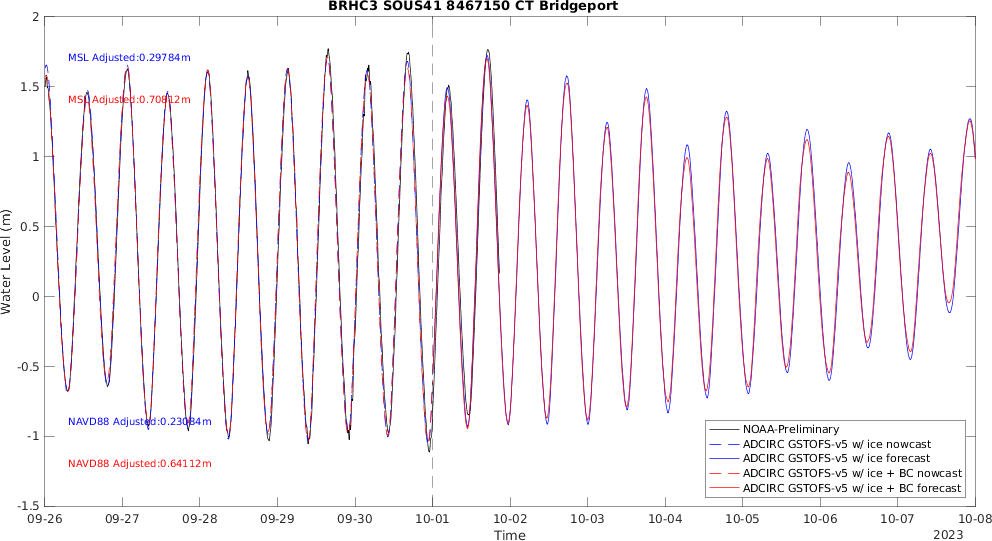 BRHC3 SOUS41 8467150 CT Bridgeport
2
1.5
1
0.5
0
-0.5
-1
-1.5
Water Level (m)
MSL Adjusted:0.29784m
MSL Adjusted:0.70812m
NAVD88 Adjusted:0.23084m
NAVD88 Adjusted:0.64112m
NOAA-Preliminary
ADCIRC GSTOFS-v5 w/ ice nowcast
ADCIRC GSTOFS-v5 w/ ice forecast
ADCIRC GSTOFS-v5 w/ ice + BC nowcast
ADCIRC GSTOFS-v5 w/ ice + BC forecast
09-26 09-27 09-28 09-29 09-30 10-01 10-02 10-03 10-04 10-05 10-06 10-07 10-08
Time
2023